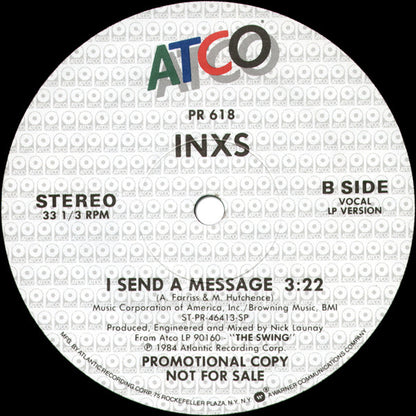 ATCO
PR 618
INXS
STEREO
33 1/3 RPM
B SIDE
VOCAL
LP VERSION
I SEND A MESSAGE 3:22
(A. Farriss & M. Hutchence)
Music Corporation of America, Inc./Browning Music, BMI
ST-PR-46413-SP
Produced, Engineered and Mixed by Nick Launay
From Atco LP 90160 - "THE SWING"
℗ 1984 Atlantic Recording Corp.
PROMOTIONAL COPY
NOT FOR SALE
MFG. BY ATLANTIC RECORDING CORP., 75 ROCKEFELLER PLAZA, N.Y., N.Y. A WARNER COMMUNICATIONS COMPANY